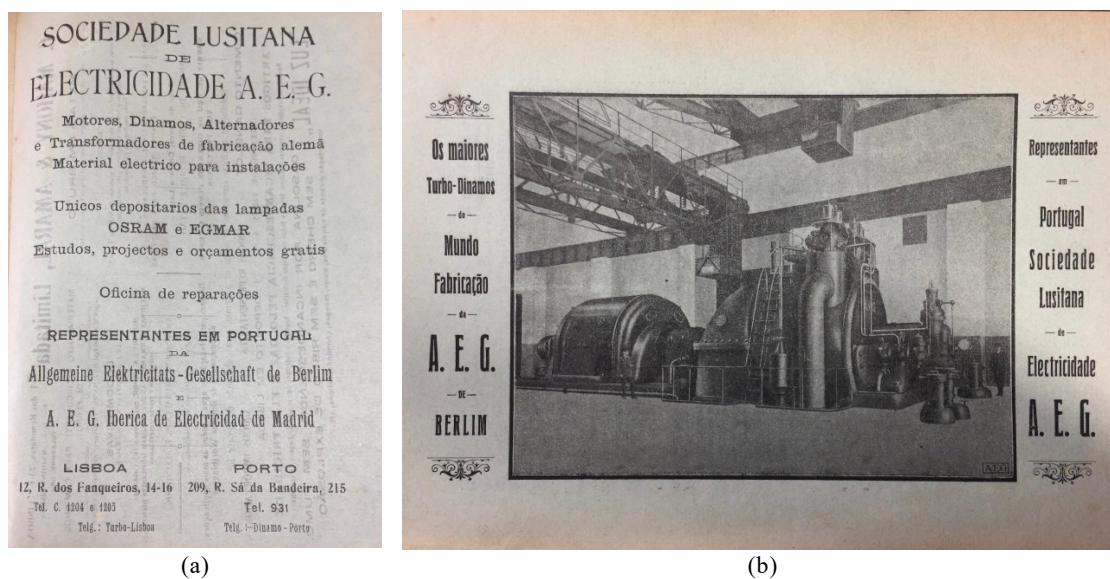 SOCIEDADE LUSITANA
DE
ELECTRICIDADE A. E. G.
Motores, Dinamos, Alternadores
e Transformadores de fabricação alemã
Material electrico para instalações
Unicos depositarios das lampadas
OSRAM e EGMAR
Estudos, projectos e orçamentos gratis
Oficina de reparações
REPRESENTANTES EM PORTUGAL
DA
Allgemeine Elektricitats-Gesellschaft de Berlim
E
A. E. G. Iberica de Electricidad de Madrid
LISBOA
12, R. dos Fanqueiros, 14-16
Tel. C. 1204 e 1205
Telg.: Turbo-Lisboa
PORTO
209, R. Sá da Bandeira, 215
Tel. 931
Telg.:-Dinamo-Porto
(a)
Os maiores
Turbo-Dinamos
do
Mundo
Fabricação
da
A. E. G.
DE
BERLIM
AEG
Representantes
em
Portugal
Sociedade
Lusitana
de
Electricidade
A. E. G.
(b)